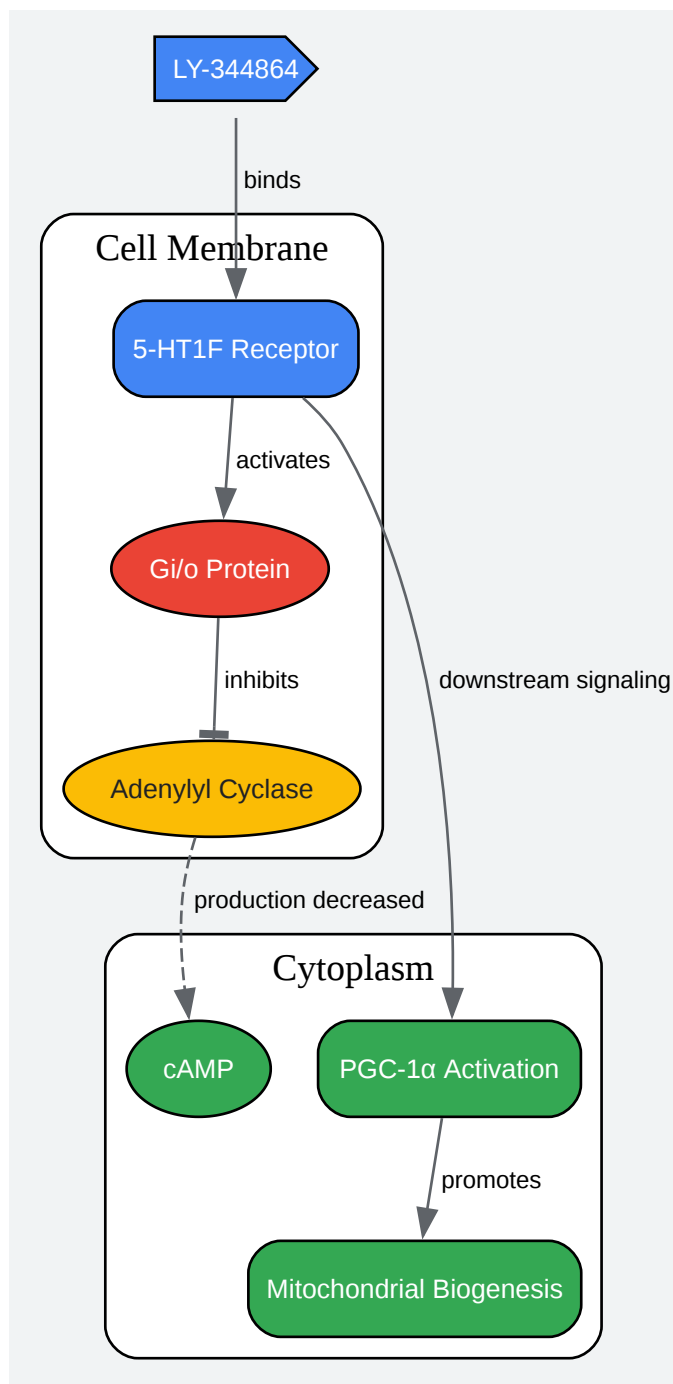 LY-344864
binds
Cell Membrane
5-HT1F Receptor
activates
Gi/o Protein
inhibits
downstream signaling
Adenylyl Cyclase
production decreased
Cytoplasm
cAMP
PGC-1α Activation
promotes
Mitochondrial Biogenesis